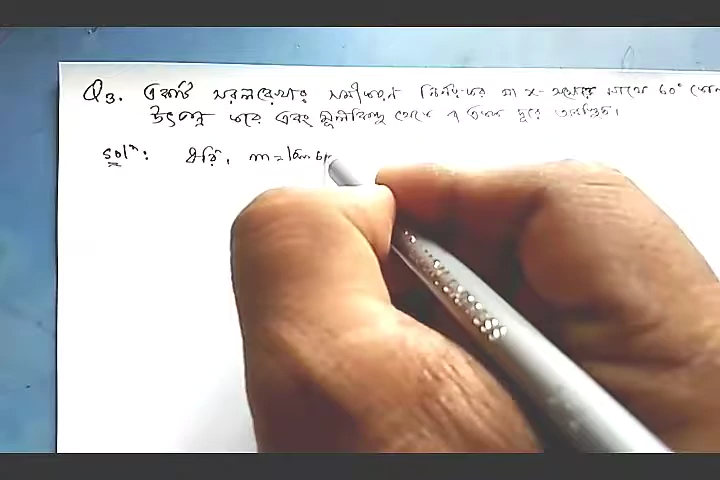 Q3. একটি সরলরেখার সমীকরণ নির্ণয় কর যা x-অক্ষের সাথে 60° কোণ
উৎপন্ন করে এবং মূলবিন্দু থেকে 4 একক দূরে অবস্থিত।
Solⁿ: ধরি, m = tan 6